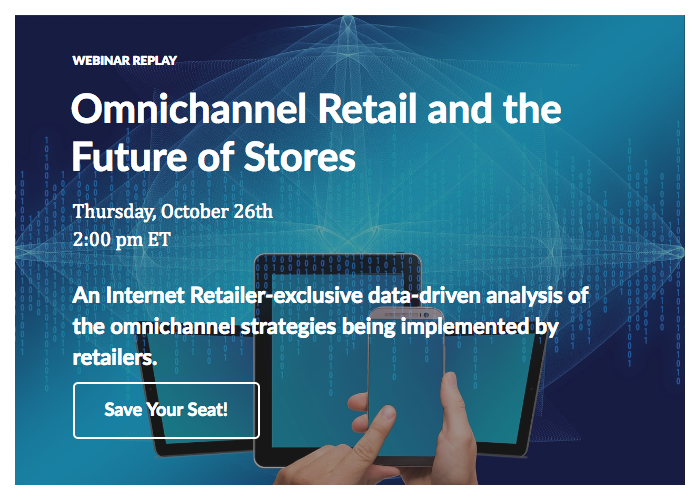 WEBINAR REPLAY
Omnichannel Retail and the
Future of Stores
Thursday, October 26th
2:00 pm ET
An Internet Retailer-exclusive data-driven analysis of
the omnichannel strategies being implemented by
retailers.
Save Your Seat!